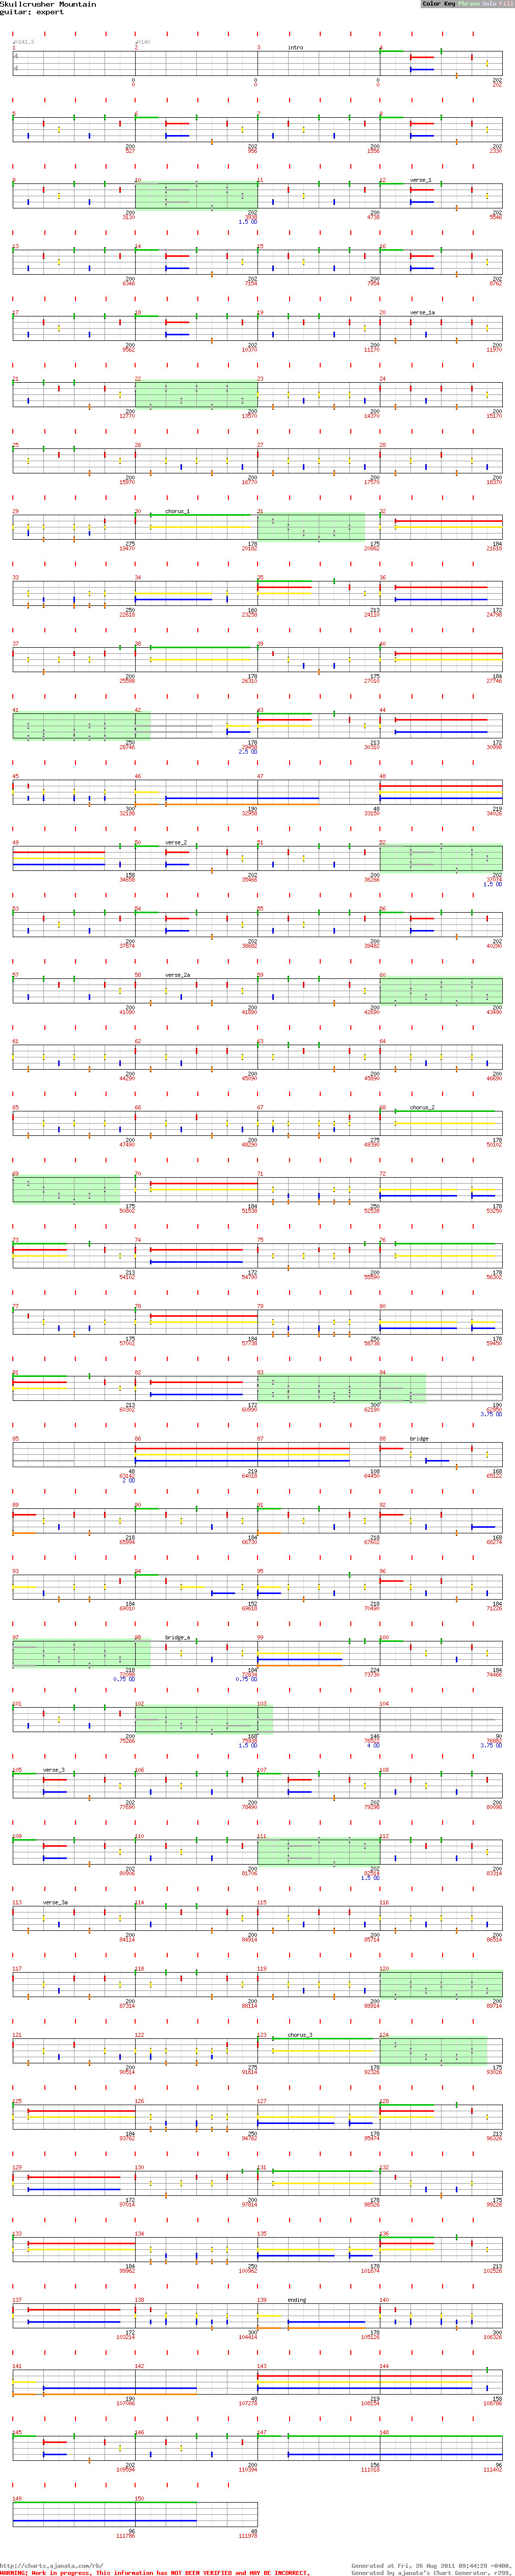 Skullcrusher Mountain
guitar; expert
Color Key Phrase Solo Fill
♪=141.3 ♪=140
1 2 3 intro 4
4
4
0 0 0 202
0 0 0 202
5 6 7 8
200 202 200 202
527 956 1556 2330
9 10 11 12 verse_1
200 202 200 202
3130 3938 4738 5546
1.5 OD
13 14 15 16
200 202 200 202
6346 7154 7954 8762
17 18 19 20 verse_1a
200 202 200 200
9562 10370 11170 11970
21 22 23 24
200 200 200 200
12770 13570 14370 15170
25 26 27 28
200 200 200 200
15970 16770 17570 18370
29 30 chorus_1 31 32
275 178 175 184
19470 20182 20882 21618
33 34 35 36
250 160 213 172
22618 23258 24110 24798
37 38 39 40
200 178 175 184
25598 26310 27010 27746
41 42 43 44
250 178 213 172
28746 29458 30310 30998
2.5 OD
45 46 47 48
300 190 48 219
32198 32958 33150 34026
49 50 verse_2 51 52
158 202 200 202
34658 35466 36266 37074
1.5 OD
53 54 55 56
200 202 200 202
37874 38682 39482 40290
57 58 verse_2a 59 60
200 200 200 200
41090 41890 42690 43490
61 62 63 64
200 200 200 200
44290 45090 45890 46690
65 66 67 68 chorus_2
200 200 275 178
47490 48290 49390 50102
69 70 71 72
175 184 250 178
50802 51538 52538 53250
73 74 75 76
213 172 200 178
54102 54790 55590 56302
77 78 79 80
175 184 250 178
57002 57738 58738 59450
81 82 83 84
213 172 300 190
60302 60990 62190 62950
3.75 OD
85 86 87 88 bridge
48 219 108 168
63142 64018 64450 65122
2 OD
89 90 91 92
218 184 218 168
65994 66730 67602 68274
93 94 95 96
184 152 218 184
69010 69618 70490 71226
97 98 bridge_a 99 100
218 184 224 184
72098 72834 73730 74466
0.75 OD 0.75 OD
101 102 103 104
200 168 146 90
75266 75938 76522 76882
1.5 OD 4 OD 3.75 OD
105 verse_3 106 107 108
202 200 202 200
77690 78490 79298 80098
109 110 111 112
202 200 202 200
80906 81706 82514 83314
1.5 OD
113 verse_3a 114 115 116
200 200 200 200
84114 84914 85714 86514
117 118 119 120
200 200 200 200
87314 88114 88914 89714
121 122 123 chorus_3 124
200 275 178 175
90514 91614 92326 93026
125 126 127 128
184 250 178 213
93762 94762 95474 96326
129 130 131 132
172 200 178 175
97014 97814 98526 99226
133 134 135 136
184 250 178 213
99962 100962 101674 102526
137 138 139 ending 140
172 300 178 300
103214 104414 105126 106326
141 142 143 144
190 48 219 158
107086 107278 108154 108786
145 146 147 148
202 200 156 96
109594 110394 111018 111402
149 150
96 48
111786 111978
http://charts.ajanata.com/rb/ Generated at Fri, 26 Aug 2011 09:44:29 -0400.
WARNING: Work in progress. This information has NOT BEEN VERIFIED and MAY BE INCORRECT. Generated by ajanata's Chart Generator, r299.